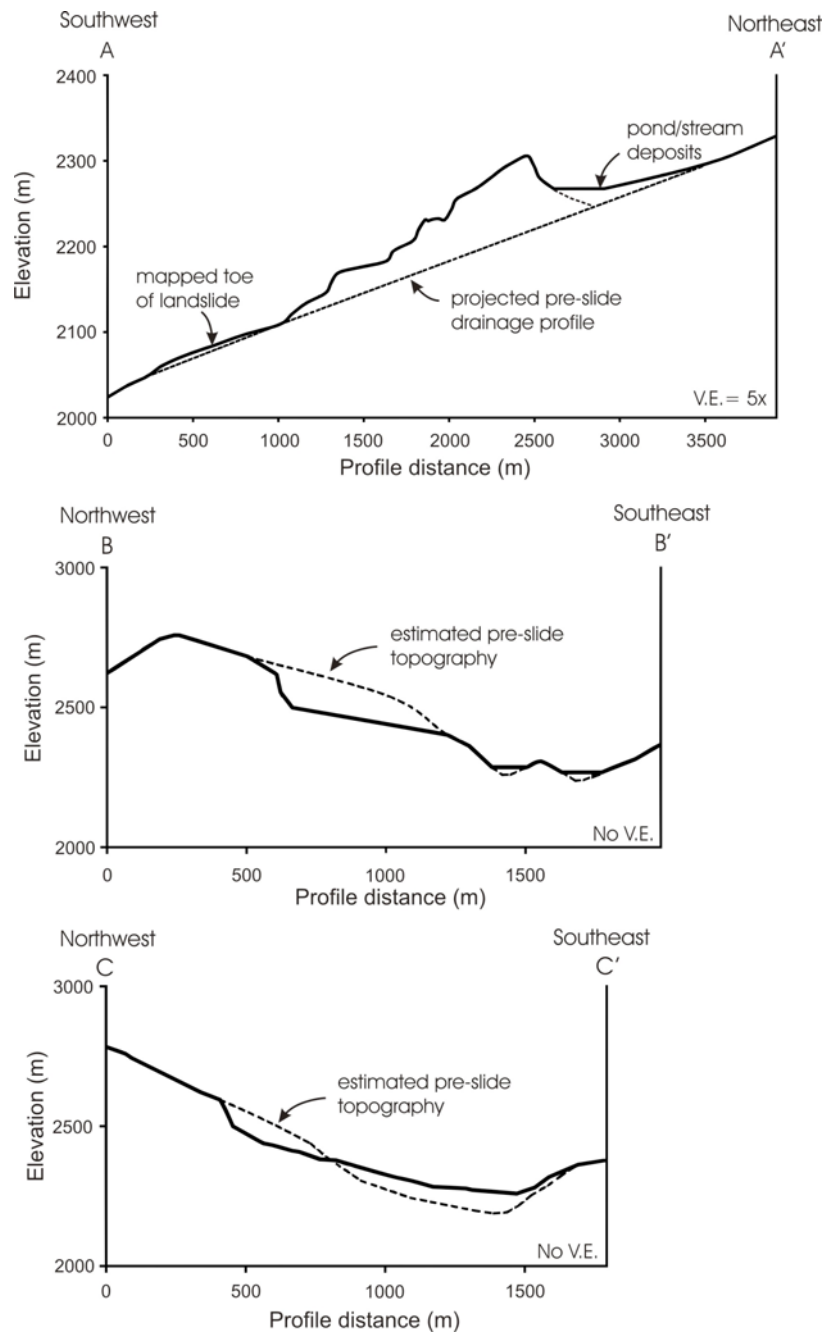 Southwest
A
Northeast
A'
2400
2300
2200
2100
2000
Elevation (m)
pond/stream
deposits
mapped toe
of landslide
projected pre-slide
drainage profile
V.E. = 5x
0 500 1000 1500 2000 2500 3000 3500
Profile distance (m)
Northwest
B
Southeast
B'
3000
2500
2000
Elevation (m)
estimated pre-slide
topography
No V.E.
0 500 1000 1500
Profile distance (m)
Northwest
C
Southeast
C'
3000
2500
2000
Elevation (m)
estimated pre-slide
topography
No V.E.
0 500 1000 1500
Profile distance (m)